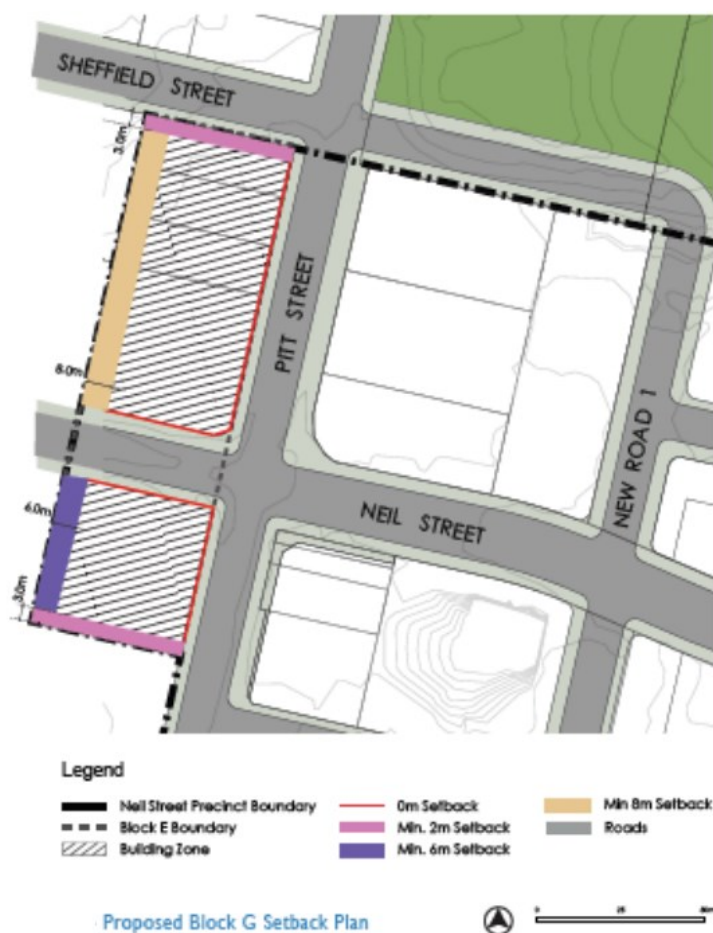 SHEFFIELD STREET
3.0m
PITT STREET
8.0m
NEW ROAD 1
6.0m
NEIL STREET
3.0m
Legend
Neil Street Precinct Boundary
0m Setback
Min 8m Setback
Block E Boundary
Min. 2m Setback
Roads
Building Zone
Min. 6m Setback
Proposed Block G Setback Plan
0
25